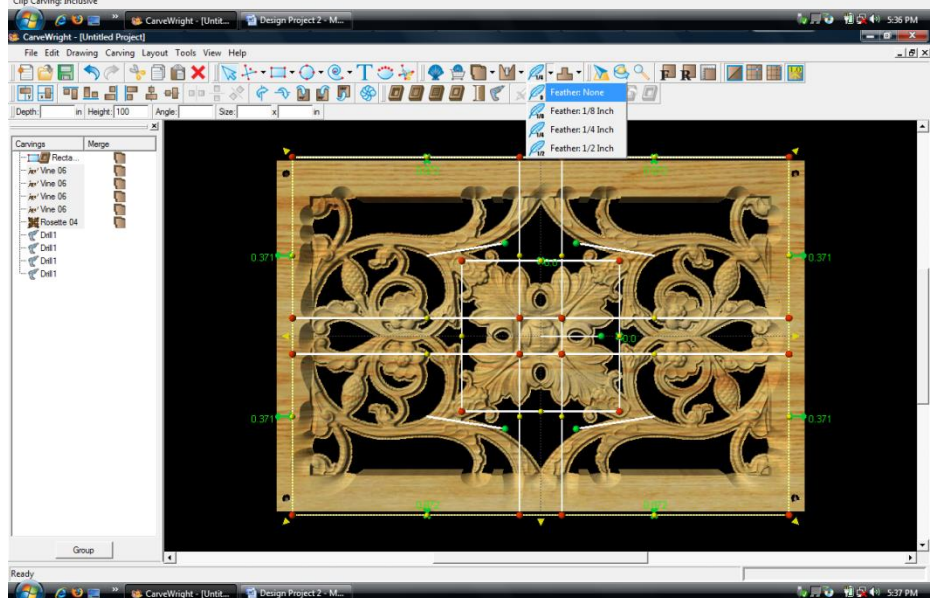 Clip Carving: Inclusive
CarveWright - [Untit... Design Project 2 - M... 5:36 PM
CarveWright - [Untitled Project]
File Edit Drawing Carving Layout Tools View Help
1/4
Depth: in Height: 100 Angle: Size: x in
Feather: None
Feather: 1/8 Inch
Feather: 1/4 Inch
Feather: 1/2 Inch
Carvings Merge
Recta...
Vine 06
Vine 06
Vine 06
Vine 06
Rosette 04
Drill1
Drill1
Drill1
Drill1
0.371 0.371
0.371 0.371
Group
Ready
CarveWright - [Untit... Design Project 2 - M... 5:37 PM